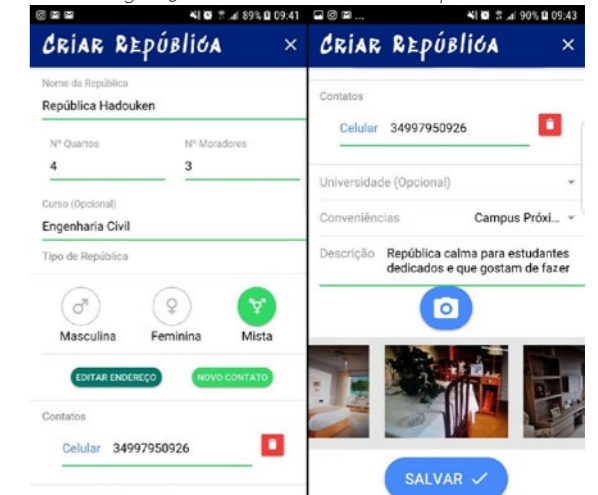 09:41
89%
CRIAR REPÚBLICA ×
Nome da República
República Hadouken
Nº Quartos
Nº Moradores
4
3
Curso (Opcional)
Engenharia Civil
Tipo de República
Masculina
Feminina
Mista
EDITAR ENDEREÇO
NOVO CONTATO
Contatos
Celular 34997950926
... 90% 09:43
CRIAR REPÚBLICA ×
Contatos
Celular 34997950926
Universidade (Opcional)
Conveniências Campus Próxi...
Descrição República calma para estudantes
dedicados e que gostam de fazer
SALVAR